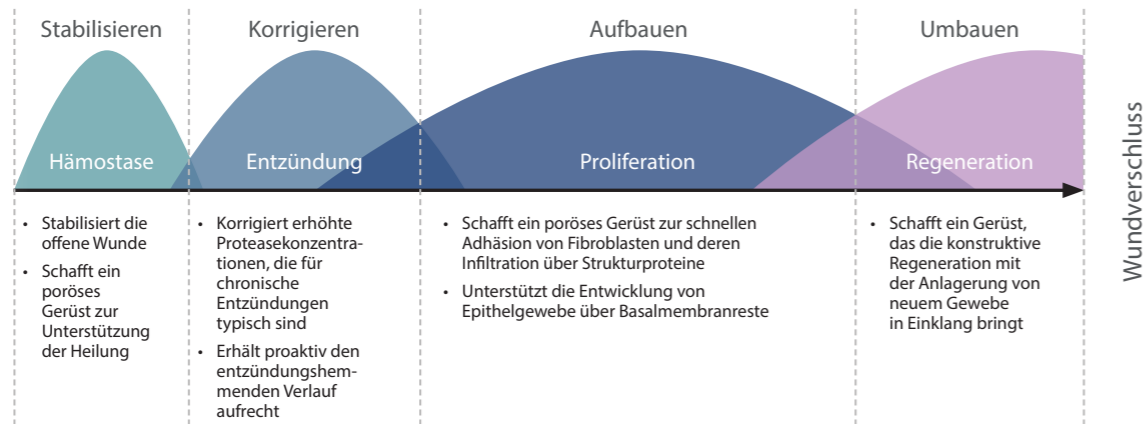 Stabilisieren
Korrigieren
Aufbauen
Umbauen
Hämostase
Entzündung
Proliferation
Regeneration
• Stabilisiert die
offene Wunde
• Schafft ein
poröses
Gerüst zur
Unterstützung
der Heilung
• Korrigiert erhöhte
Proteasekonzentra-
tionen, die für
chronische
Entzündungen
typisch sind
• Erhält proaktiv den
entzündungshem-
menden Verlauf
aufrecht
• Schafft ein poröses Gerüst zur schnellen
Adhäsion von Fibroblasten und deren
Infiltration über Strukturproteine
• Unterstützt die Entwicklung von
Epithelgewebe über Basalmembranreste
• Schafft ein Gerüst,
das die konstruktive
Regeneration mit
der Anlagerung von
neuem Gewebe
in Einklang bringt
Wundverschluss